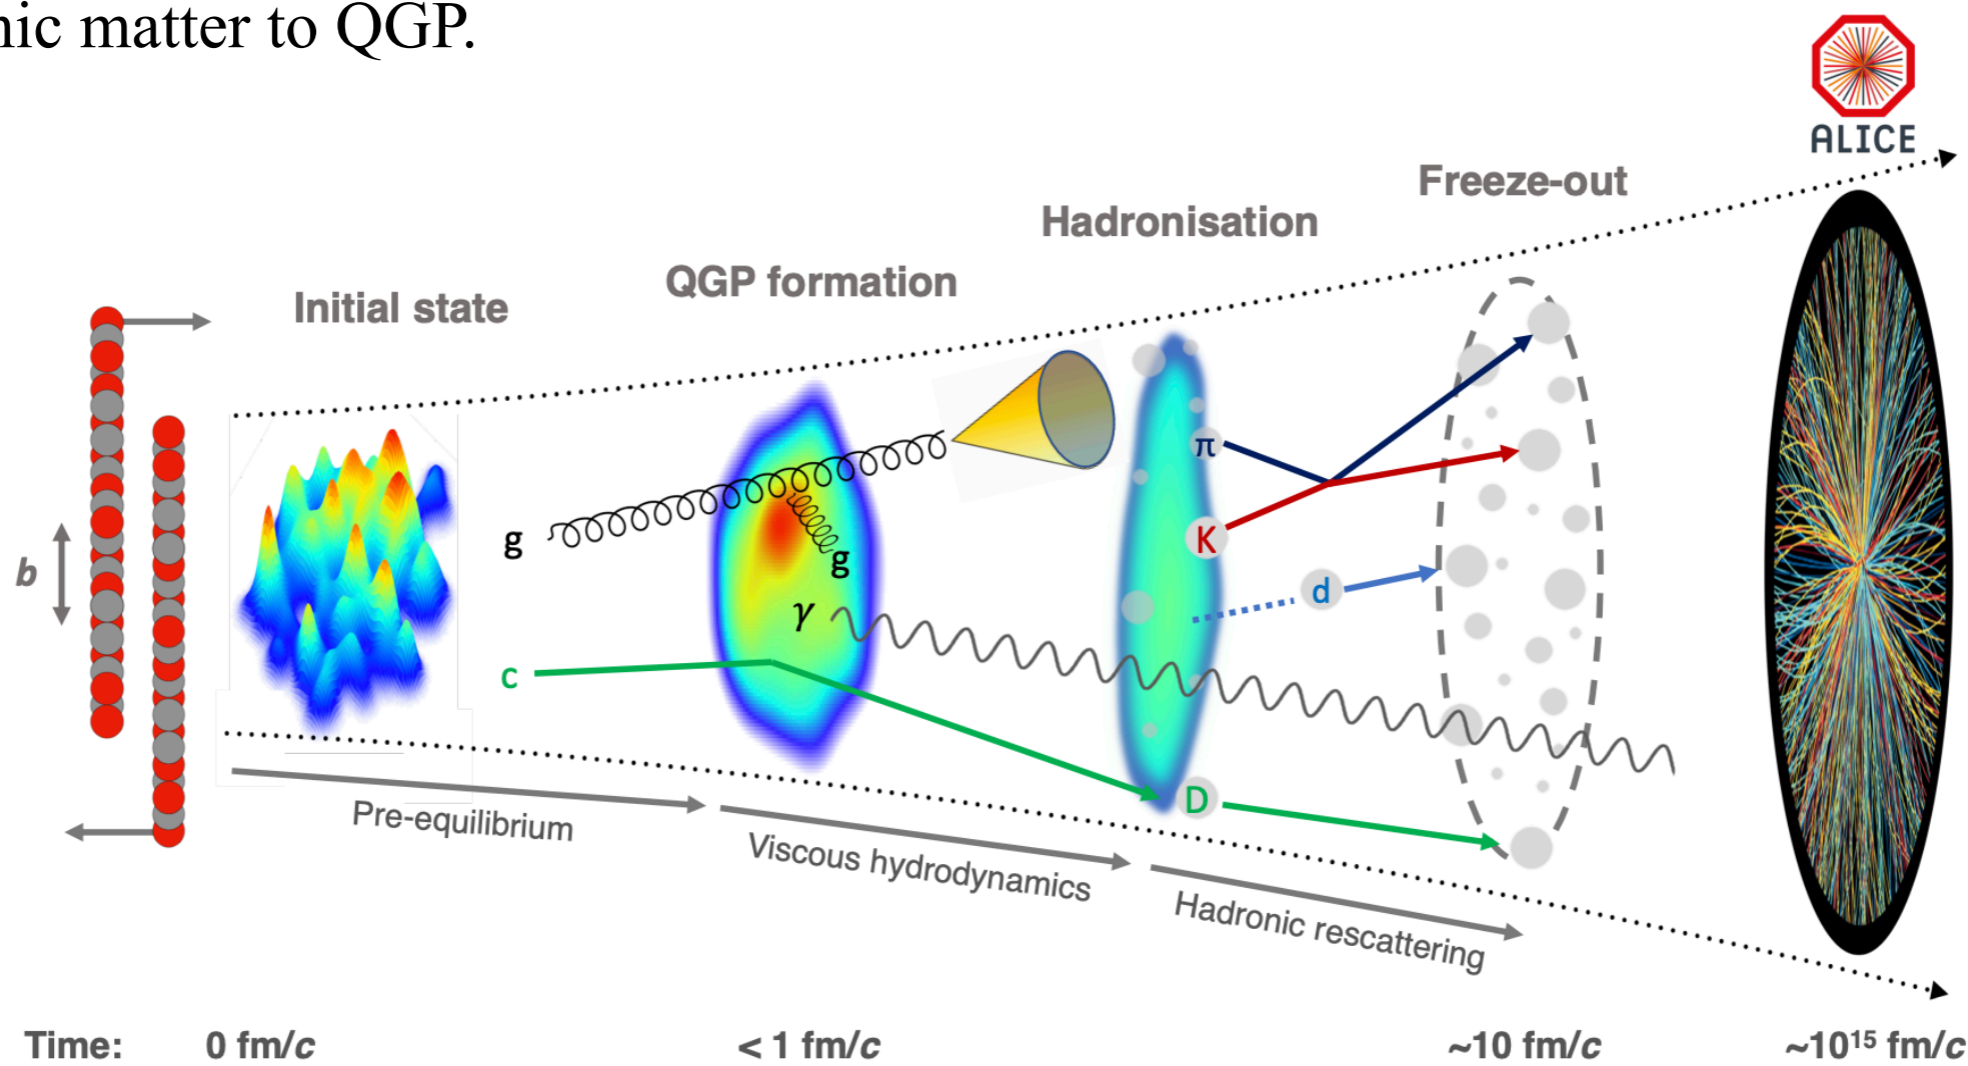 nic matter to QGP.
ALICE
Freeze-out
Hadronisation
QGP formation
Initial state
b
g
g
γ
c
π
K
d
D
Pre-equilibrium
Viscous hydrodynamics
Hadronic rescattering
Time: 0 fm/c < 1 fm/c ~10 fm/c ~10¹⁵ fm/c